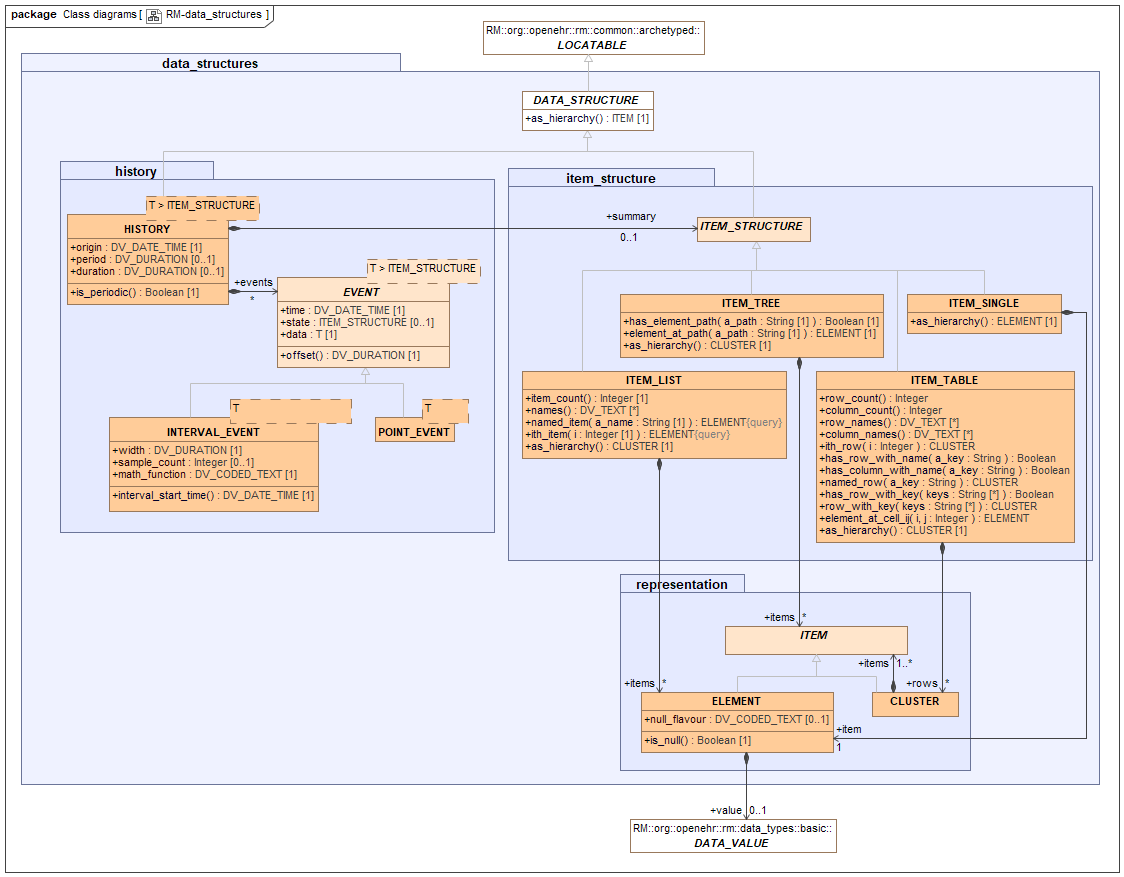 package Class diagrams [ RM-data_structures ]
RM::org::openehr::rm::common::archetyped::
LOCATABLE
data_structures
DATA_STRUCTURE
+as_hierarchy() : ITEM [1]
history
T > ITEM_STRUCTURE
HISTORY
+origin : DV_DATE_TIME [1]
+period : DV_DURATION [0..1]
+duration : DV_DURATION [0..1]
+is_periodic() : Boolean [1]
+events
*
T > ITEM_STRUCTURE
EVENT
+time : DV_DATE_TIME [1]
+state : ITEM_STRUCTURE [0..1]
+data : T [1]
+offset() : DV_DURATION [1]
T
INTERVAL_EVENT
+width : DV_DURATION [1]
+sample_count : Integer [0..1]
+math_function : DV_CODED_TEXT [1]
+interval_start_time() : DV_DATE_TIME [1]
T
POINT_EVENT
+summary
0..1
item_structure
ITEM_STRUCTURE
ITEM_TREE
+has_element_path( a_path : String [1] ) : Boolean [1]
+element_at_path( a_path : String [1] ) : ELEMENT [1]
+as_hierarchy() : CLUSTER [1]
ITEM_SINGLE
+as_hierarchy() : ELEMENT [1]
ITEM_LIST
+item_count() : Integer [1]
+names() : DV_TEXT [*]
+named_item( a_name : String [1] ) : ELEMENT{query}
+ith_item( i : Integer [1] ) : ELEMENT{query}
+as_hierarchy() : CLUSTER [1]
ITEM_TABLE
+row_count() : Integer
+column_count() : Integer
+row_names() : DV_TEXT [*]
+column_names() : DV_TEXT [*]
+ith_row( i : Integer ) : CLUSTER
+has_row_with_name( a_key : String ) : Boolean
+has_column_with_name( a_key : String ) : Boolean
+named_row( a_key : String ) : CLUSTER
+has_row_with_key( keys : String [*] ) : Boolean
+row_with_key( keys : String [*] ) : CLUSTER
+element_at_cell_ij( i, j : Integer ) : ELEMENT
+as_hierarchy() : CLUSTER [1]
representation
+items *
ITEM
+items 1..*
+items *
+rows *
ELEMENT
+null_flavour : DV_CODED_TEXT [0..1]
+is_null() : Boolean [1]
CLUSTER
+item
1
+value 0..1
RM::org::openehr::rm::data_types::basic::
DATA_VALUE